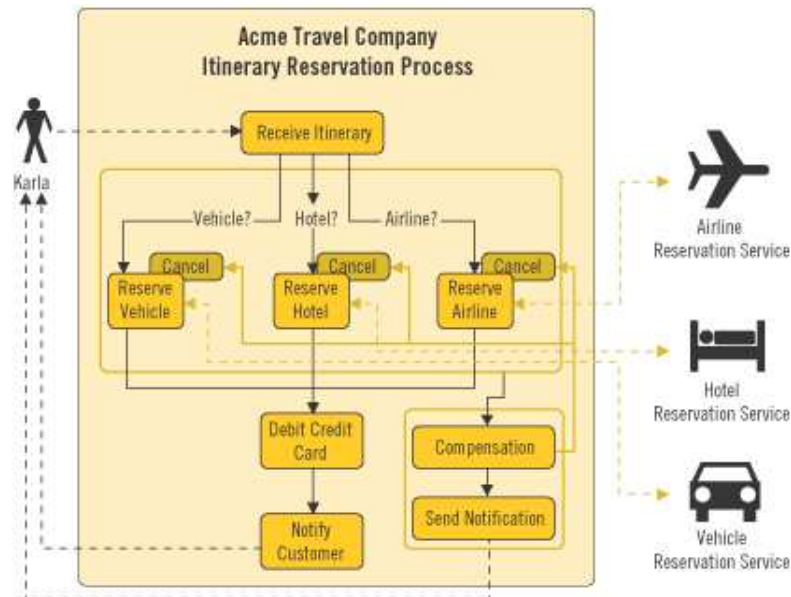 Acme Travel Company
Itinerary Reservation Process
Receive Itinerary
Karla
Vehicle?
Hotel?
Airline?
Airline
Reservation Service
Cancel
Cancel
Cancel
Reserve
Vehicle
Reserve
Hotel
Reserve
Airline
Hotel
Reservation Service
Debit Credit
Card
Compensation
Notify
Customer
Send Notification
Vehicle
Reservation Service